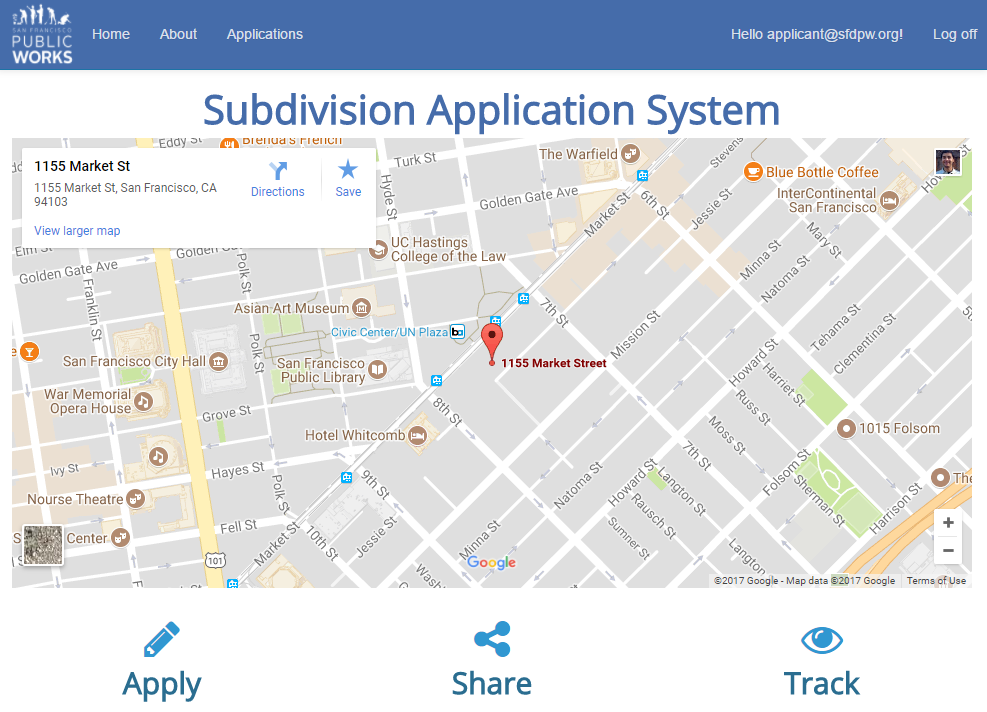 SAN FRANCISCO
PUBLIC
WORKS
Home
About
Applications
Hello applicant@sfdpw.org!
Log off
Subdivision Application System
1155 Market St
1155 Market St, San Francisco, CA
94103
View larger map
Directions
Save
Eddy St
Brenda's French
Turk St
The Warfield
Stevens
Blue Bottle Coffee
InterContinental
San Francisco
Hyde St
Golden Gate Ave
Market St
6th St
Jessie St
Mary St
Elm St
Golden Gate Ave
Golden Gate Ave
Polk St
UC Hastings
College of the Law
Minna St
Natoma St
Franklin St
Asian Art Museum
7th St
Civic Center/UN Plaza
Mission St
Tehama St
Clementina St
e
San Francisco City Hall
Polk St
San Francisco
Public Library
1155 Market Street
Howard St
Harriet St
War Memorial
Opera House
Grove St
8th St
Russ St
Moss St
1015 Folsom
Hotel Whitcomb
7th St
Folsom St
Ivy St
Hayes St
Polk St
9th St
Natoma St
Howard St
Langton St
Sherman St
Harrison St
The
Nourse Theatre
Rausch St
Fell St
10th St
Jessie St
Minna St
Sumner St
S
Center
Market St
101
Wash
Langton
Google
+
−
©2017 Google - Map data ©2017 Google
Terms of Use
Apply
Share
Track